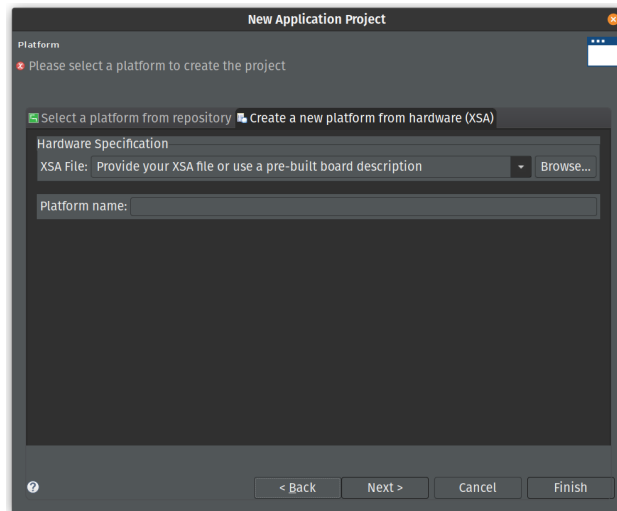 New Application Project
Platform
Please select a platform to create the project
Select a platform from repository Create a new platform from hardware (XSA)
Hardware Specification
XSA File: Provide your XSA file or use a pre-built board description Browse...
Platform name:
? < Back Next > Cancel Finish